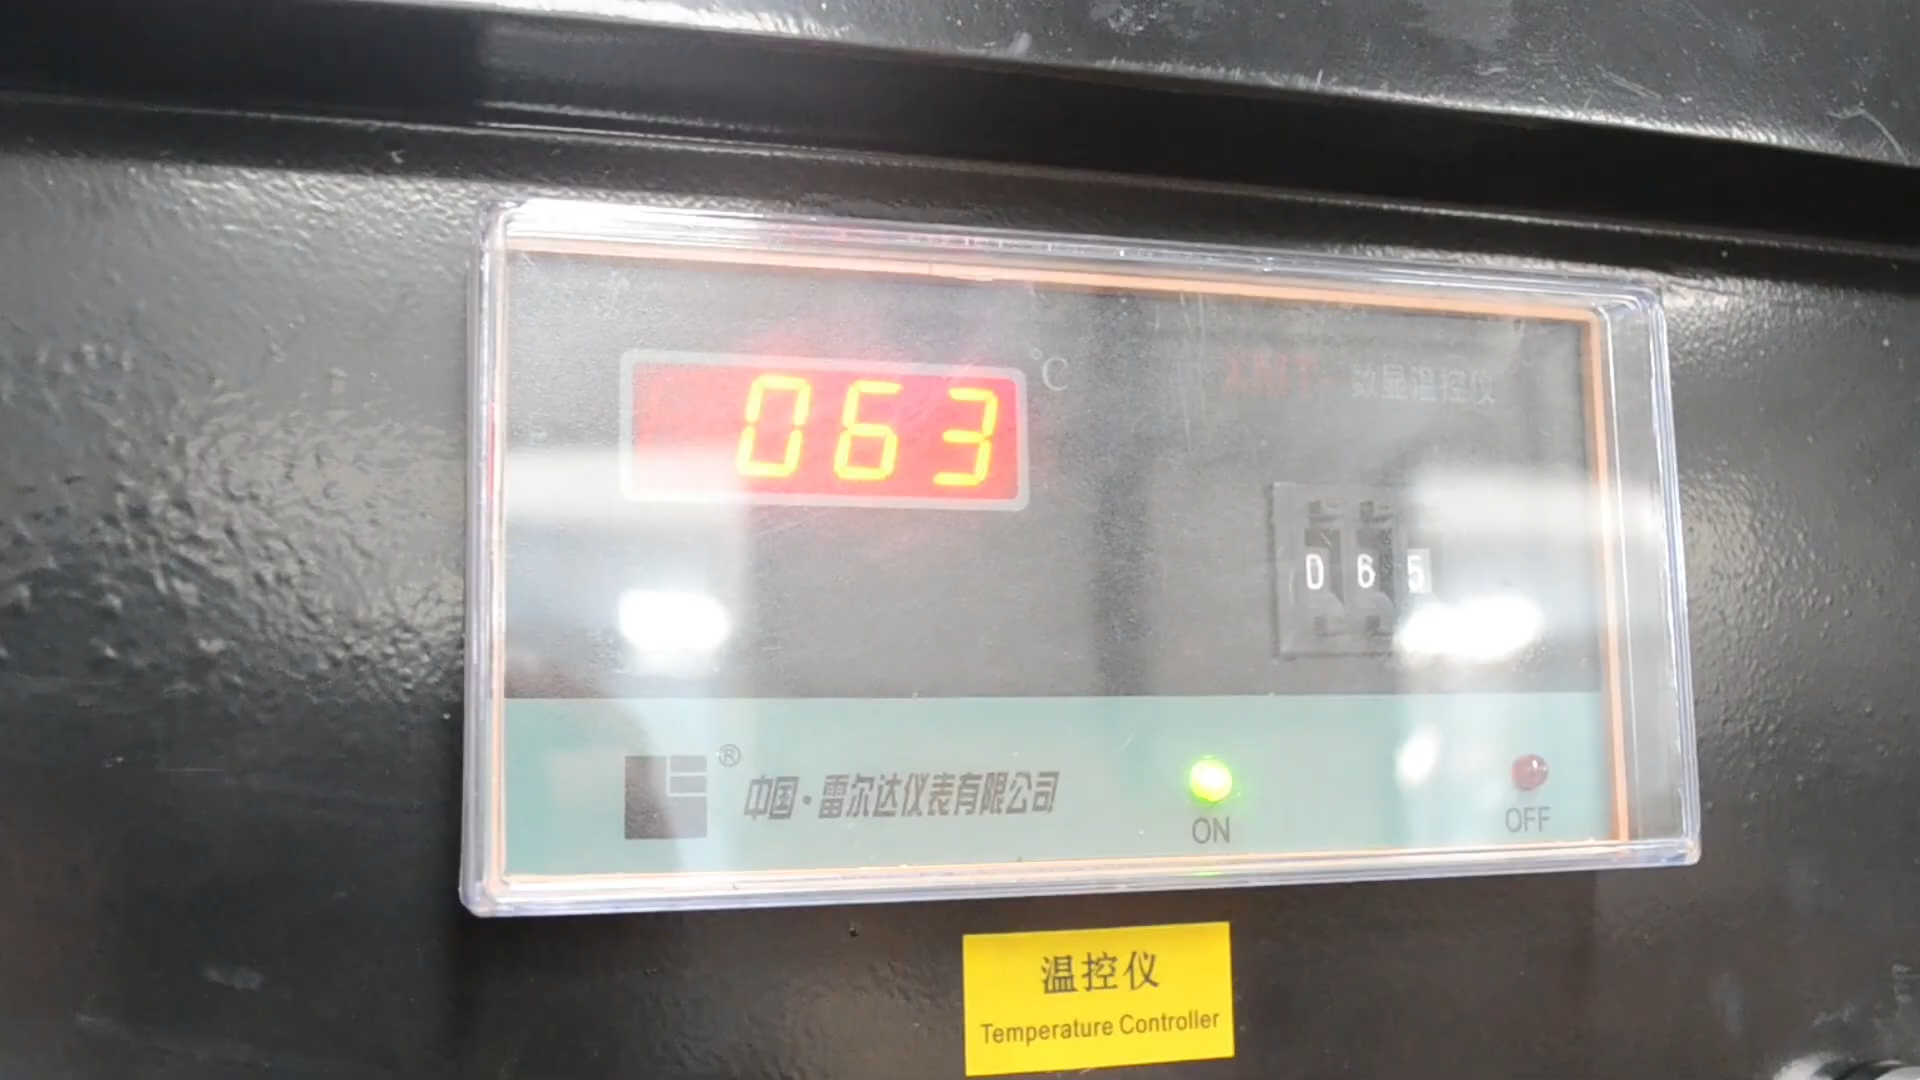 063
°C
XMT-数显温控仪
065
®
中国·雷尔达仪表有限公司
ON
OFF
温控仪
Temperature Controller